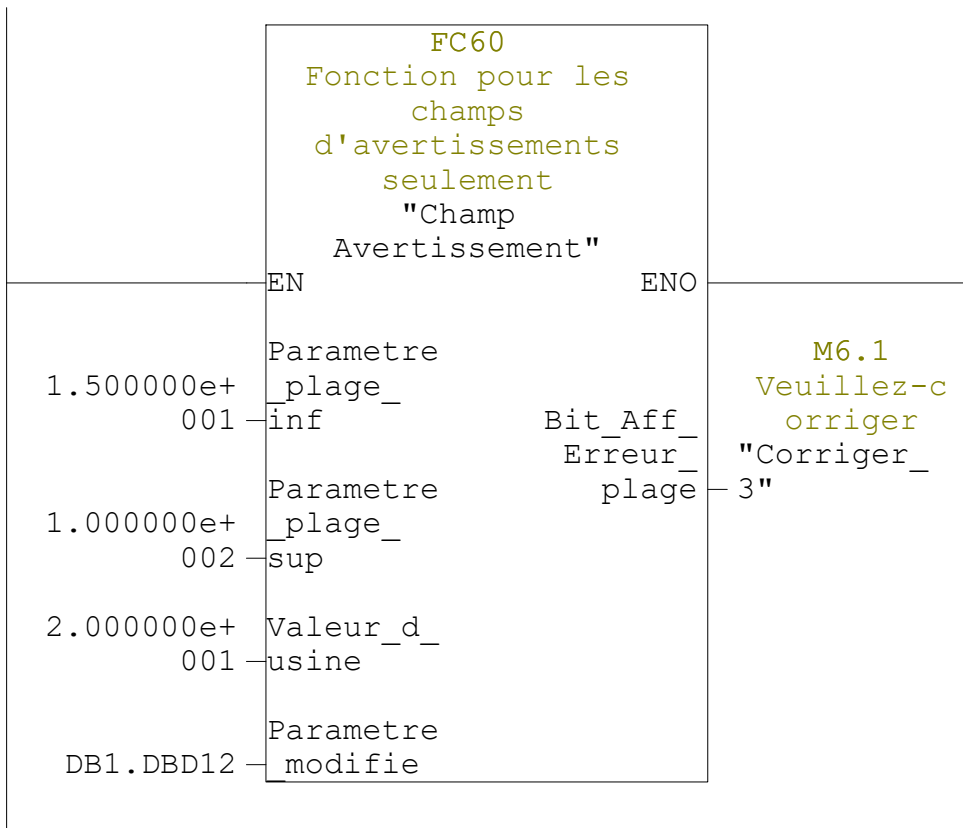 FC60
Fonction pour les
champs
d'avertissements
seulement
"Champ
Avertissement"
EN
ENO
Parametre
1.500000e+ _plage_
001 inf
Parametre
1.000000e+ _plage_
002 sup
2.000000e+ Valeur_d_
001 usine
Parametre
DB1.DBD12 _modifie
Bit_Aff_
Erreur_
plage
M6.1
Veuillez-c
orriger
"Corriger_
3"